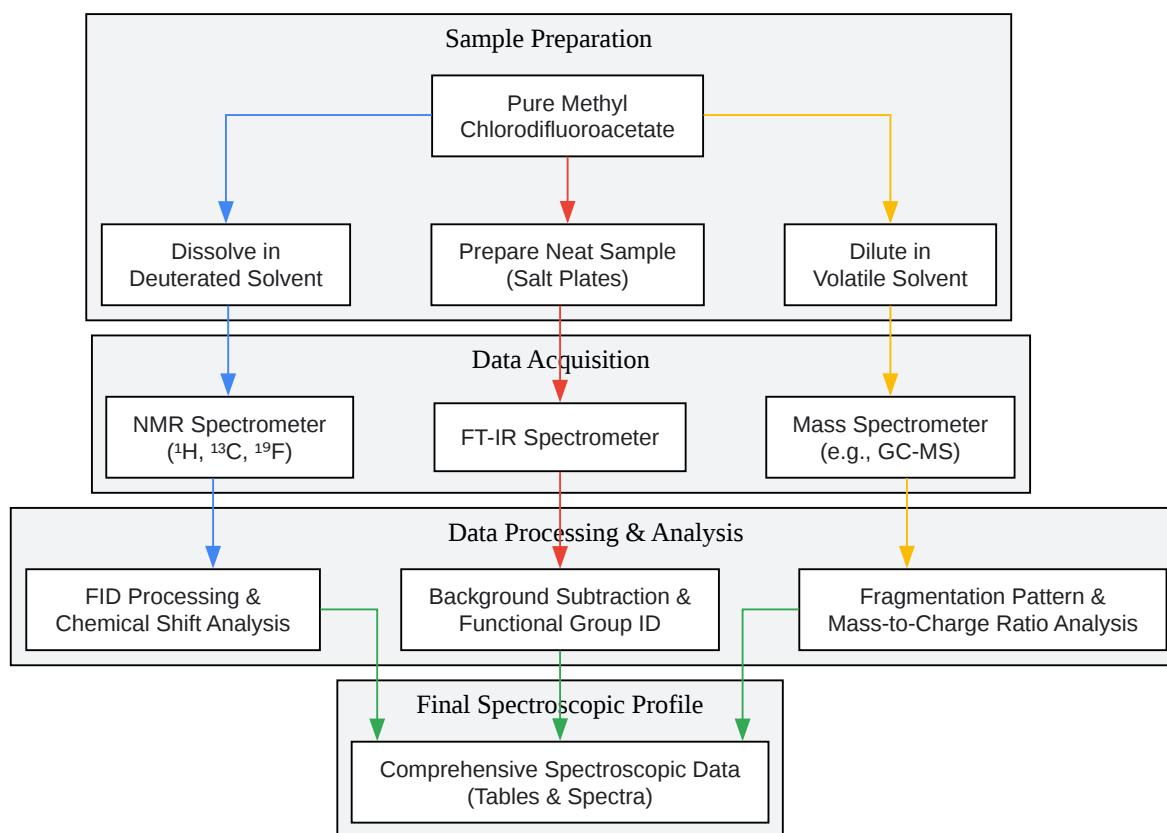 Sample Preparation
Pure Methyl
Chlorodifluoroacetate
Dissolve in
Deuterated Solvent
Prepare Neat Sample
(Salt Plates)
Dilute in
Volatile Solvent
Data Acquisition
NMR Spectrometer
(¹H, ¹³C, ¹⁹F)
FT-IR Spectrometer
Mass Spectrometer
(e.g., GC-MS)
Data Processing & Analysis
FID Processing &
Chemical Shift Analysis
Background Subtraction &
Functional Group ID
Fragmentation Pattern &
Mass-to-Charge Ratio Analysis
Final Spectroscopic Profile
Comprehensive Spectroscopic Data
(Tables & Spectra)